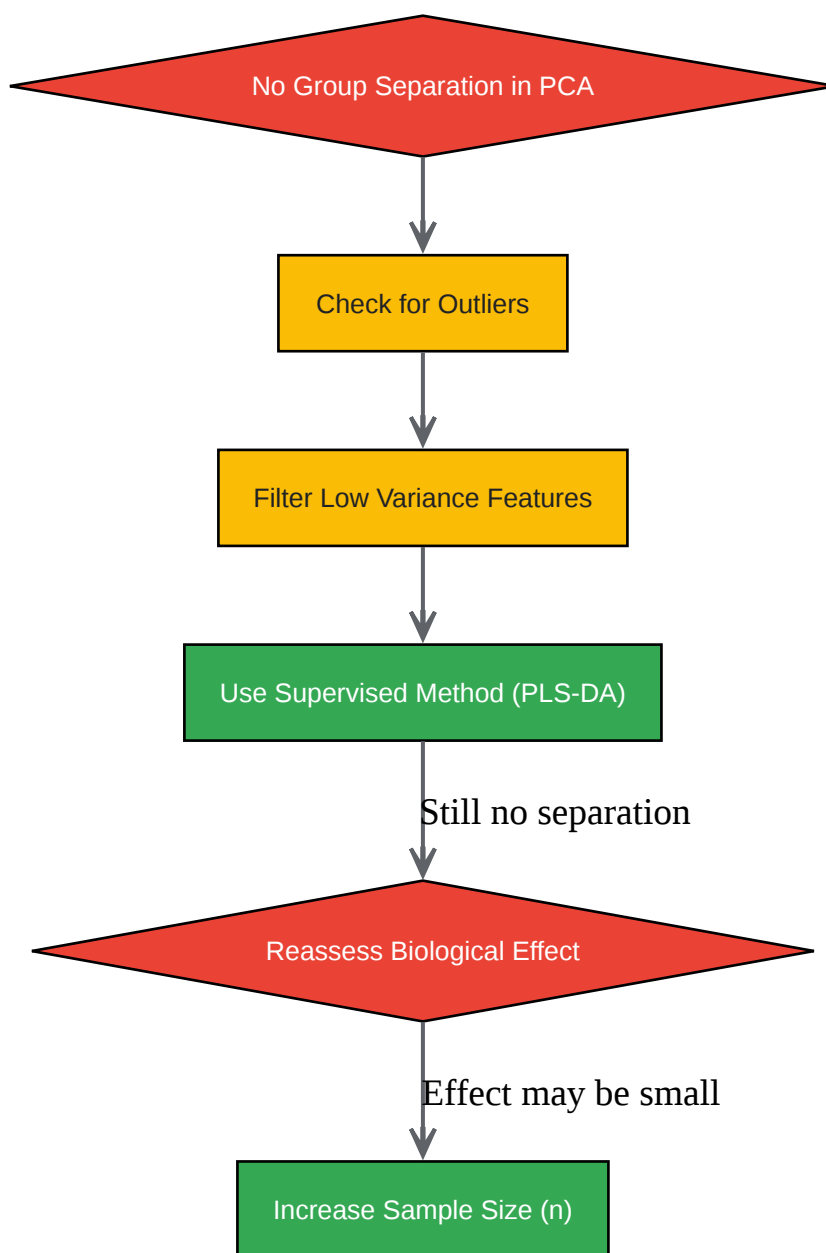 No Group Separation in PCA
Check for Outliers
Filter Low Variance Features
Use Supervised Method (PLS-DA)
Still no separation
Reassess Biological Effect
Effect may be small
Increase Sample Size (n)